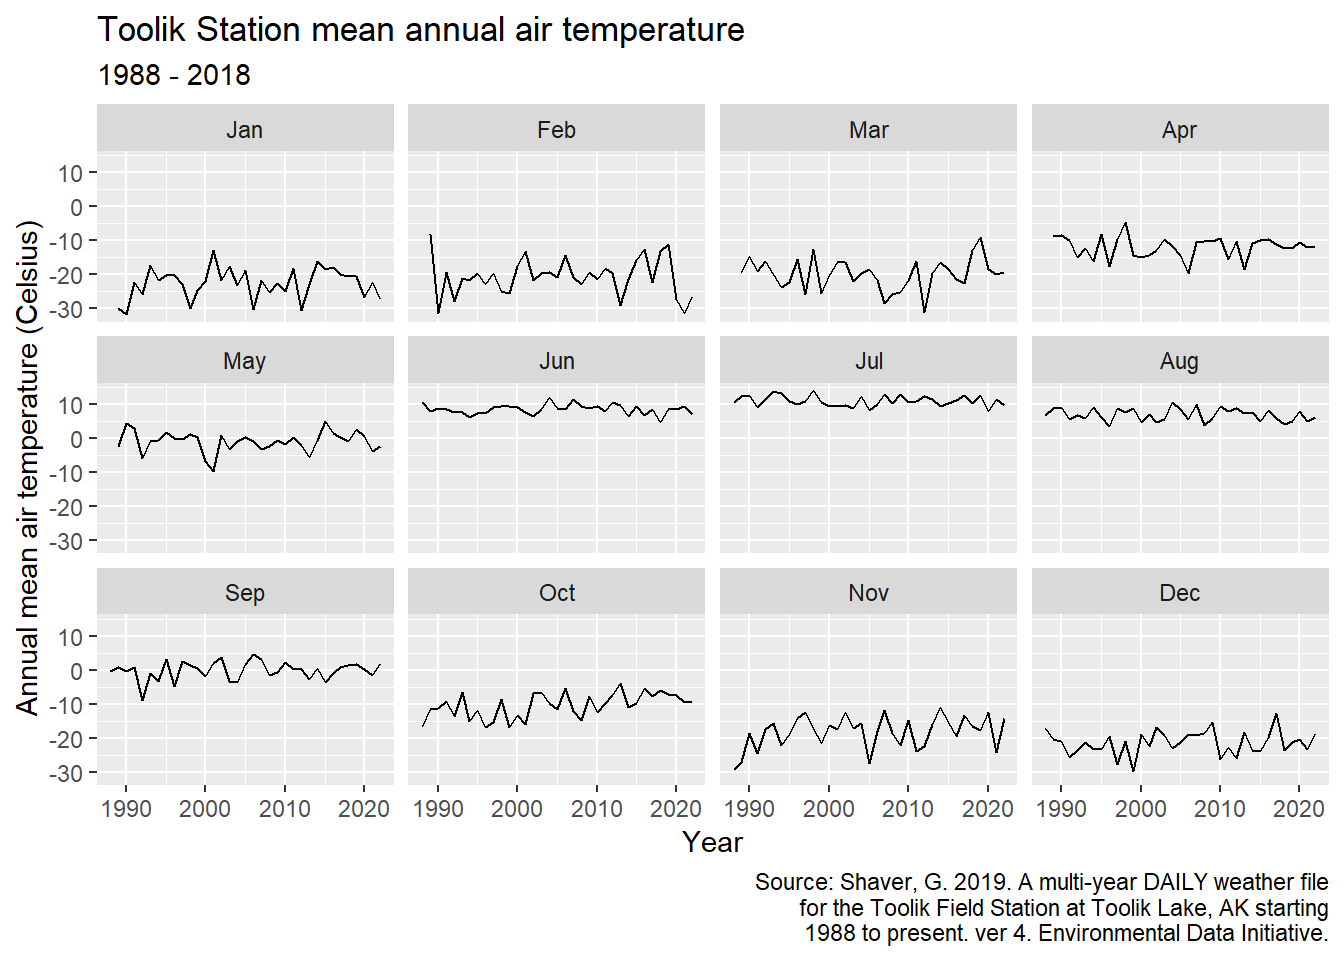 Toolik Station mean annual air temperature
1988 - 2018
Annual mean air temperature (Celsius)
Jan Feb Mar Apr
10
0
-10
-20
-30
May Jun Jul Aug
10
0
-10
-20
-30
Sep Oct Nov Dec
10
0
-10
-20
-30
1990 2000 2010 2020 1990 2000 2010 2020 1990 2000 2010 2020 1990 2000 2010 2020
Year
Source: Shaver, G. 2019. A multi-year DAILY weather file
for the Toolik Field Station at Toolik Lake, AK starting
1988 to present. ver 4. Environmental Data Initiative.